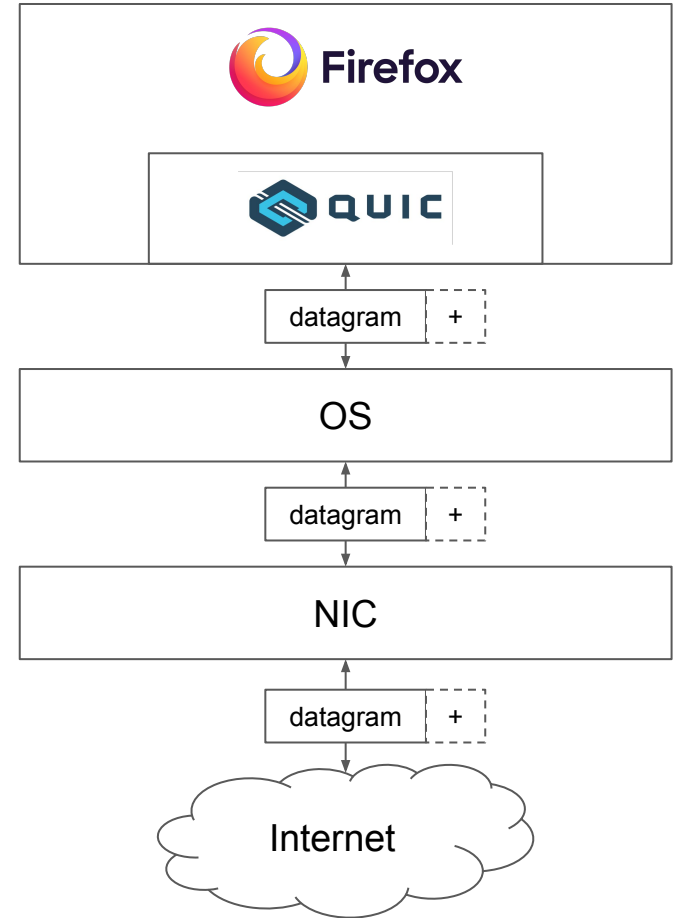 Firefox
QUIC
datagram +
OS
datagram +
NIC
datagram +
Internet